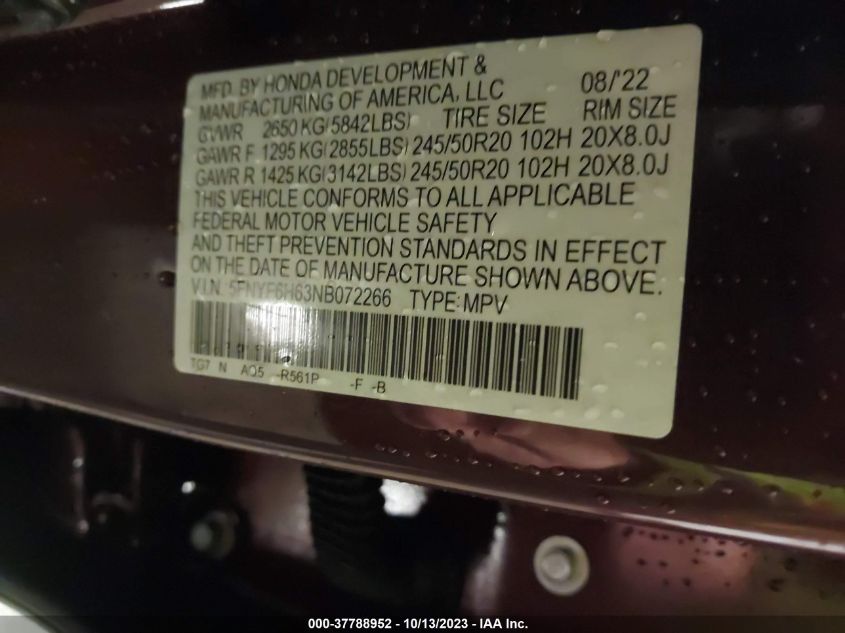 MFD. BY HONDA DEVELOPMENT & 08/'22
MANUFACTURING OF AMERICA, LLC
GVWR 2650 KG(5842LBS) TIRE SIZE RIM SIZE
GAWR F 1295 KG(2855LBS) 245/50R20 102H 20X8.0J
GAWR R 1425 KG(3142LBS) 245/50R20 102H 20X8.0J
THIS VEHICLE CONFORMS TO ALL APPLICABLE
FEDERAL MOTOR VEHICLE SAFETY
AND THEFT PREVENTION STANDARDS IN EFFECT
ON THE DATE OF MANUFACTURE SHOWN ABOVE.
V.I.N. 5FNYF6H63NB072266 TYPE: MPV
TG7 N AQ5 -R561P -F -B
000-37788952 - 10/13/2023 - IAA Inc.